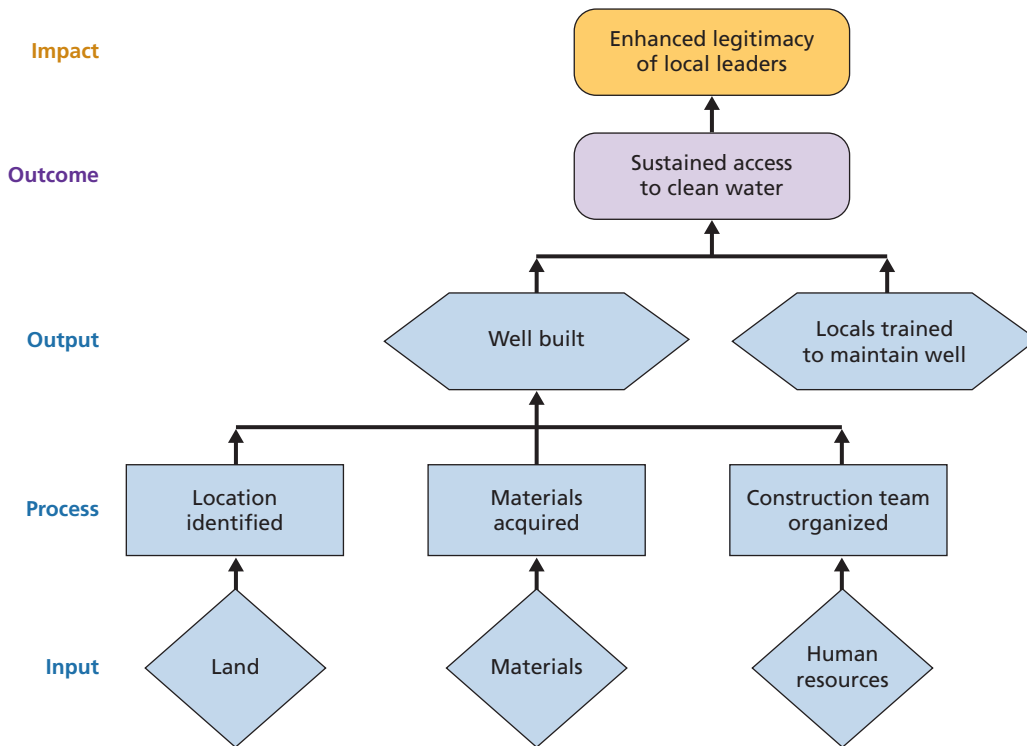 Impact
Enhanced legitimacy
of local leaders
Outcome
Sustained access
to clean water
Output
Well built
Locals trained
to maintain well
Process
Location
identified
Materials
acquired
Construction team
organized
Input
Land
Materials
Human
resources